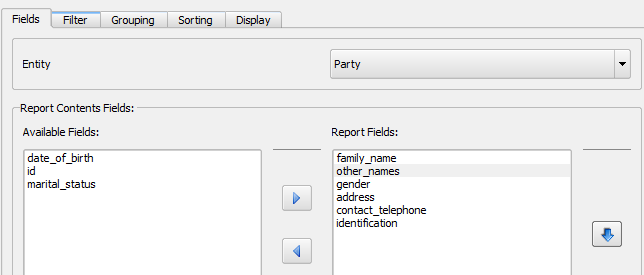 Fields Filter Grouping Sorting Display
Entity Party
Report Contents Fields:
Available Fields: Report Fields:
date_of_birth
id
marital_status
family_name
other_names
gender
address
contact_telephone
identification